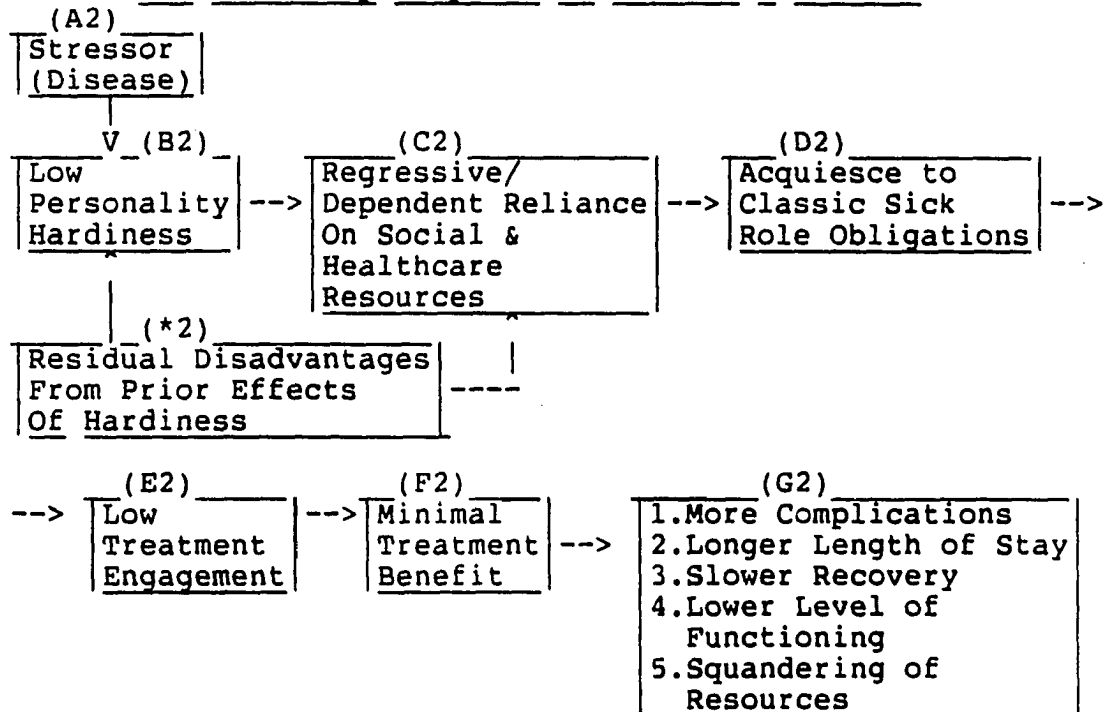 (A2)
Stressor
(Disease)
V (B2)
Low
Personality
Hardiness
-->
(C2)
Regressive/
Dependent Reliance
On Social &
Healthcare
Resources
-->
(D2)
Acquiesce to
Classic Sick
Role Obligations
-->
(*2)
Residual Disadvantages
From Prior Effects
Of Hardiness
----
-->
(E2)
Low
Treatment
Engagement
-->
(F2)
Minimal
Treatment
Benefit
-->
(G2)
1.More Complications
2.Longer Length of Stay
3.Slower Recovery
4.Lower Level of
Functioning
5.Squandering of
Resources